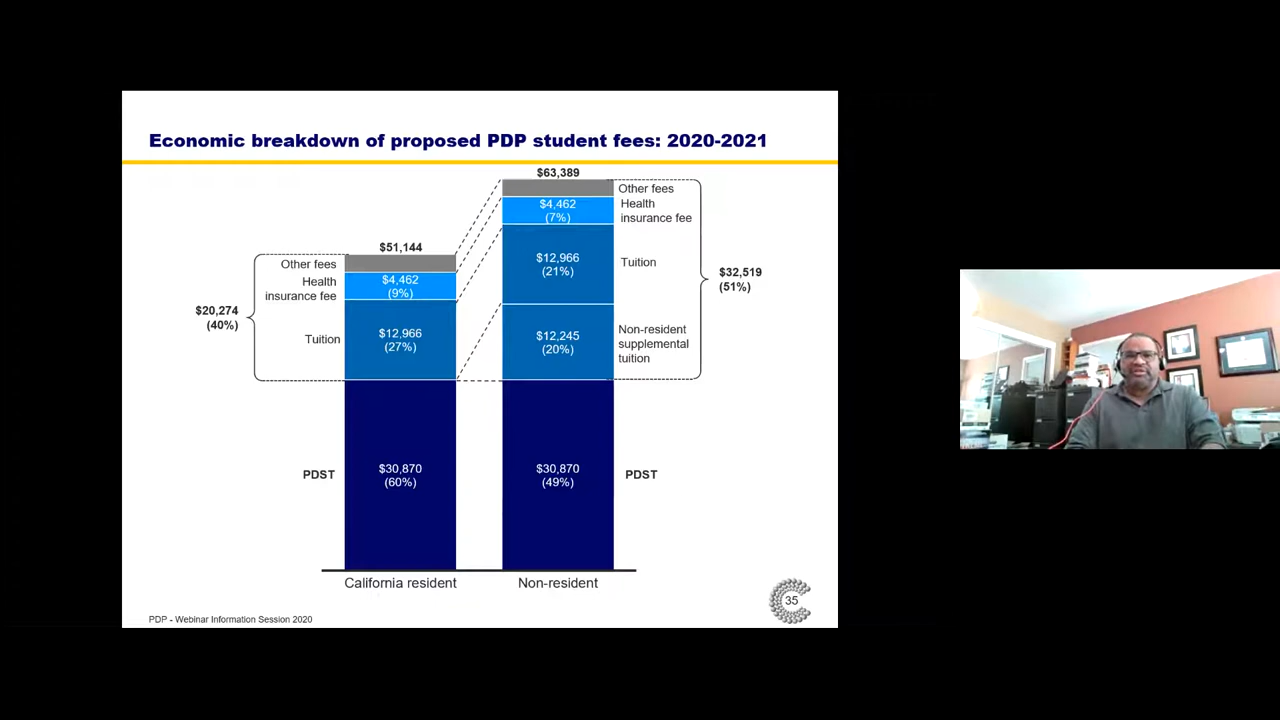 Economic breakdown of proposed PDP student fees: 2020-2021
$63,389
Other fees
$4,462
(7%)
Health
insurance fee
$51,144
Other fees
$12,966
(21%)
Tuition
Health
insurance fee
$4,462
(9%)
$32,519
(51%)
$20,274
(40%)
Tuition
$12,966
(27%)
$12,245
(20%)
Non-resident
supplemental
tuition
PDST
$30,870
(60%)
$30,870
(49%)
PDST
California resident
Non-resident
35
PDP - Webinar Information Session 2020